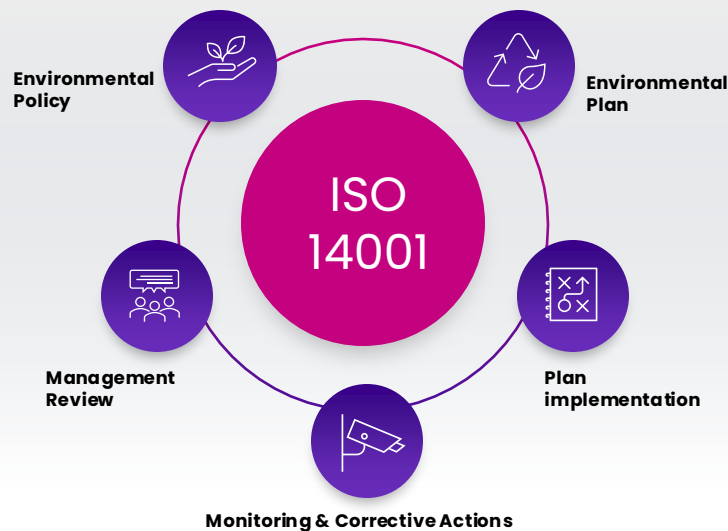 Environmental
Policy
Environmental
Plan
ISO
14001
Management
Review
Plan
implementation
Monitoring & Corrective Actions